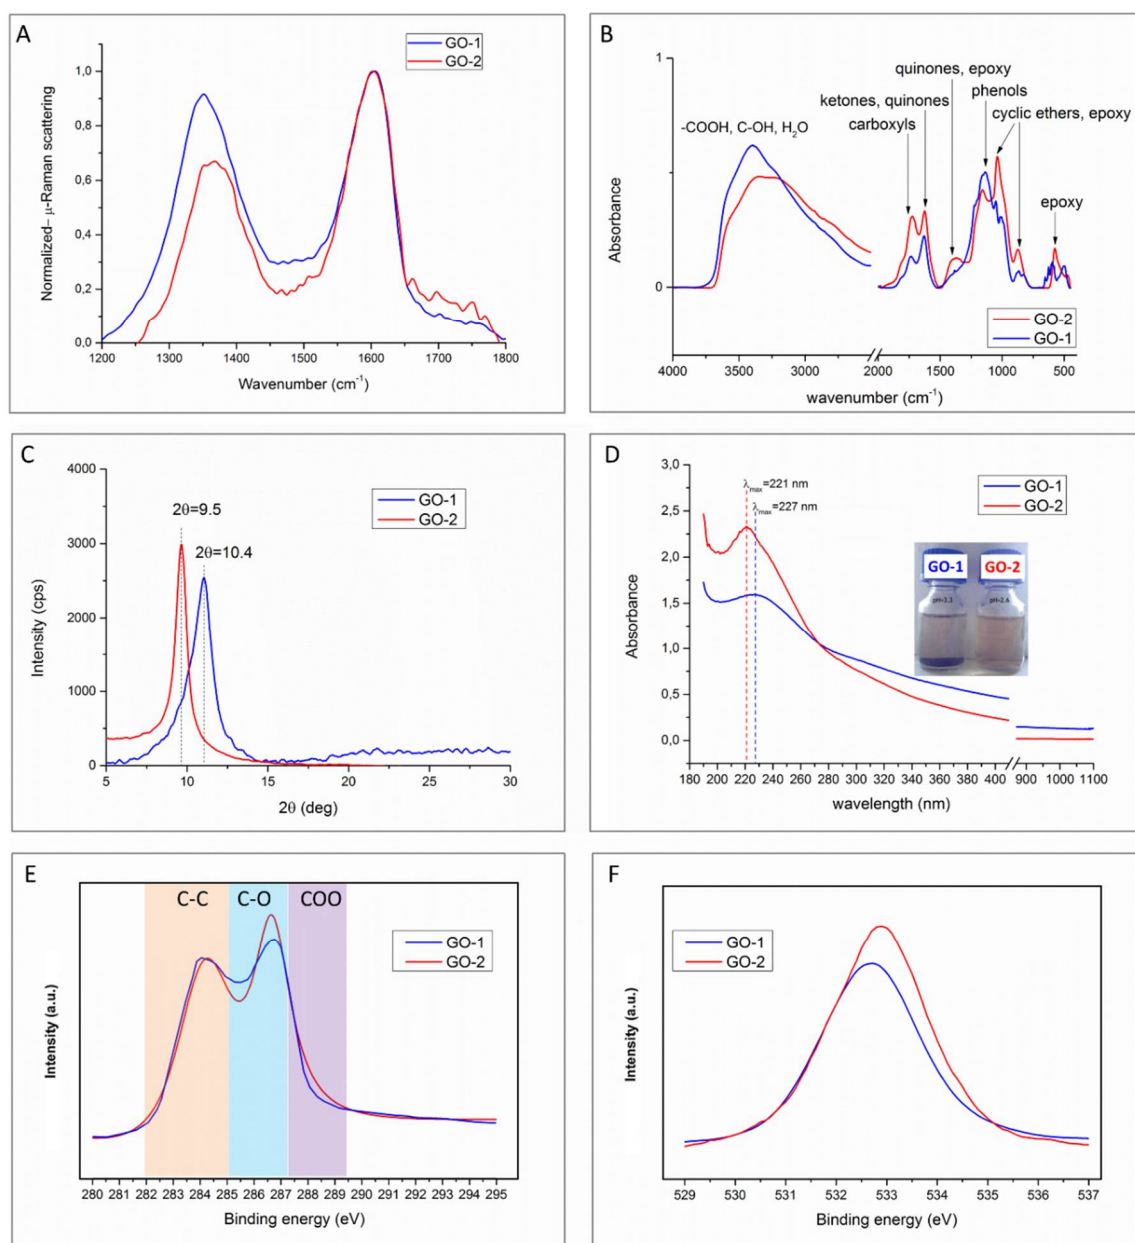 A
GO-1
GO-2
1,0
0,8
0,6
0,4
0,2
0,0
1200 1300 1400 1500 1600 1700 1800
Normalized– μ-Raman scattering
Wavenumber (cm⁻¹)
B
1
0
quinones, epoxy
phenols
ketones, quinones
cyclic ethers, epoxy
-COOH, C-OH, H₂O
carboxyls
epoxy
GO-2
GO-1
4000 3500 3000 2000 1500 1000 500
Absorbance
wavenumber (cm⁻¹)
C
4000
3000
2000
1000
0
GO-1
GO-2
2θ=9.5
2θ=10.4
5 10 15 20 25 30
Intensity (cps)
2θ (deg)
D
3,0
2,5
2,0
1,5
1,0
0,5
0,0
λmax=221 nm
λmax=227 nm
GO-1
GO-2
GO-1 GO-2
pH=3.3 pH=2.6
180 200 220 240 260 280 300 320 340 360 380 400 900 1000 1100
Absorbance
wavelength (nm)
E
C-C C-O COO
GO-1
GO-2
280 281 282 283 284 285 286 287 288 289 290 291 292 293 294 295
Intensity (a.u.)
Binding energy (eV)
F
GO-1
GO-2
529 530 531 532 533 534 535 536 537
Intensity (a.u.)
Binding energy (eV)